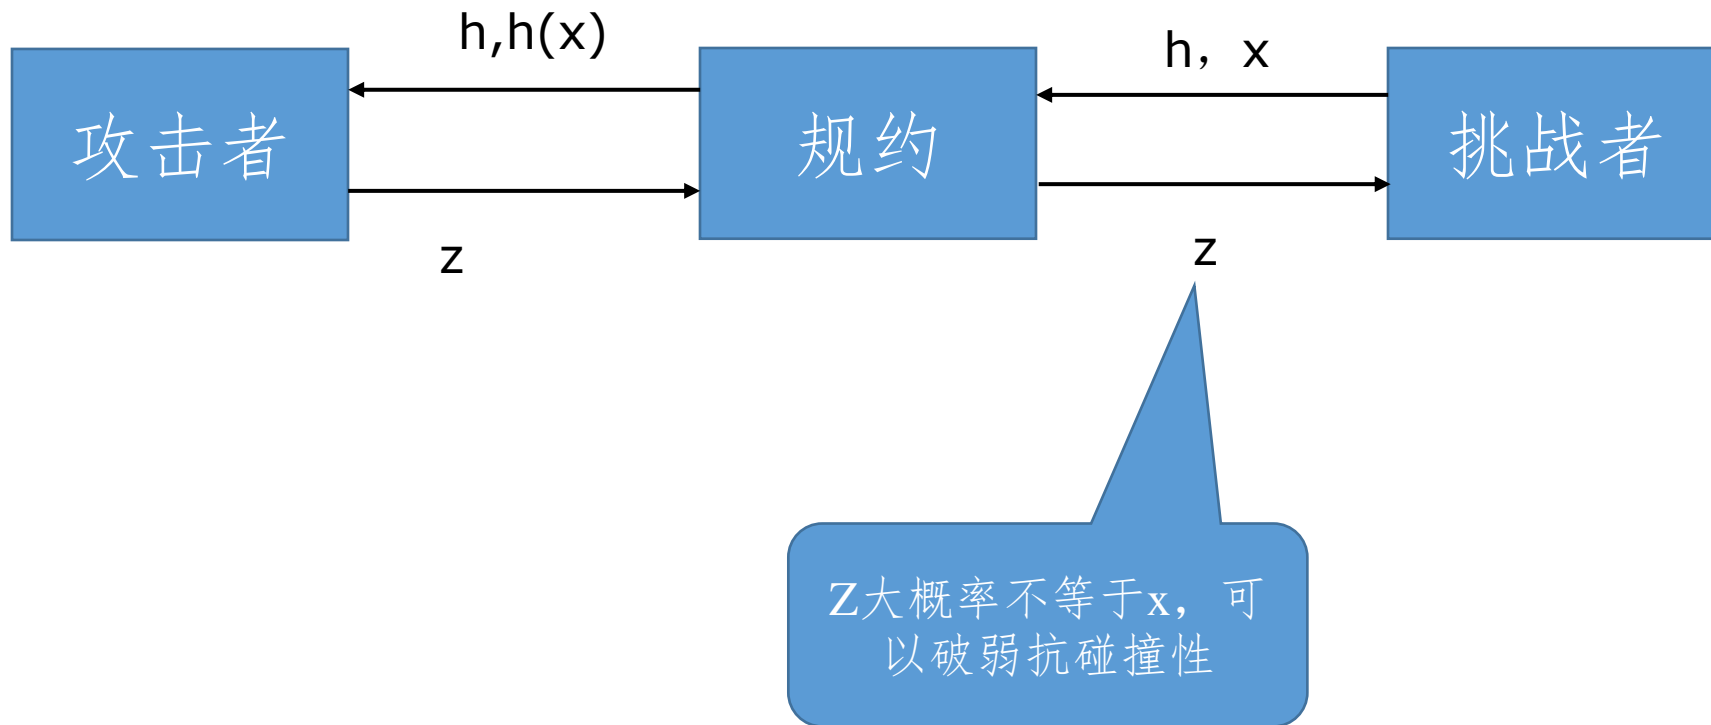 h,h(x)
h，x
攻击者
规约
挑战者
z
z
Z大概率不等于x，可
以破弱抗碰撞性